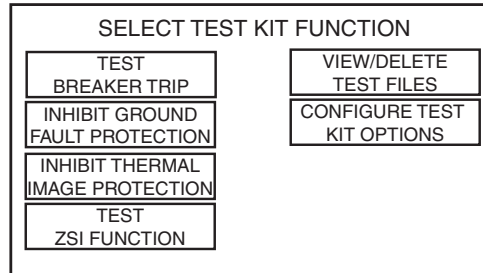 SELECT TEST KIT FUNCTION
TEST
BREAKER TRIP
INHIBIT GROUND
FAULT PROTECTION
INHIBIT THERMAL
IMAGE PROTECTION
TEST
ZSI FUNCTION
VIEW/DELETE
TEST FILES
CONFIGURE TEST
KIT OPTIONS